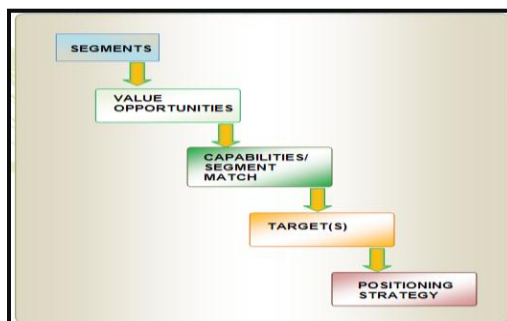 SEGMENTS
VALUE
OPPORTUNITIES
CAPABILITIES/
SEGMENT
MATCH
TARGET(S)
POSITIONING
STRATEGY